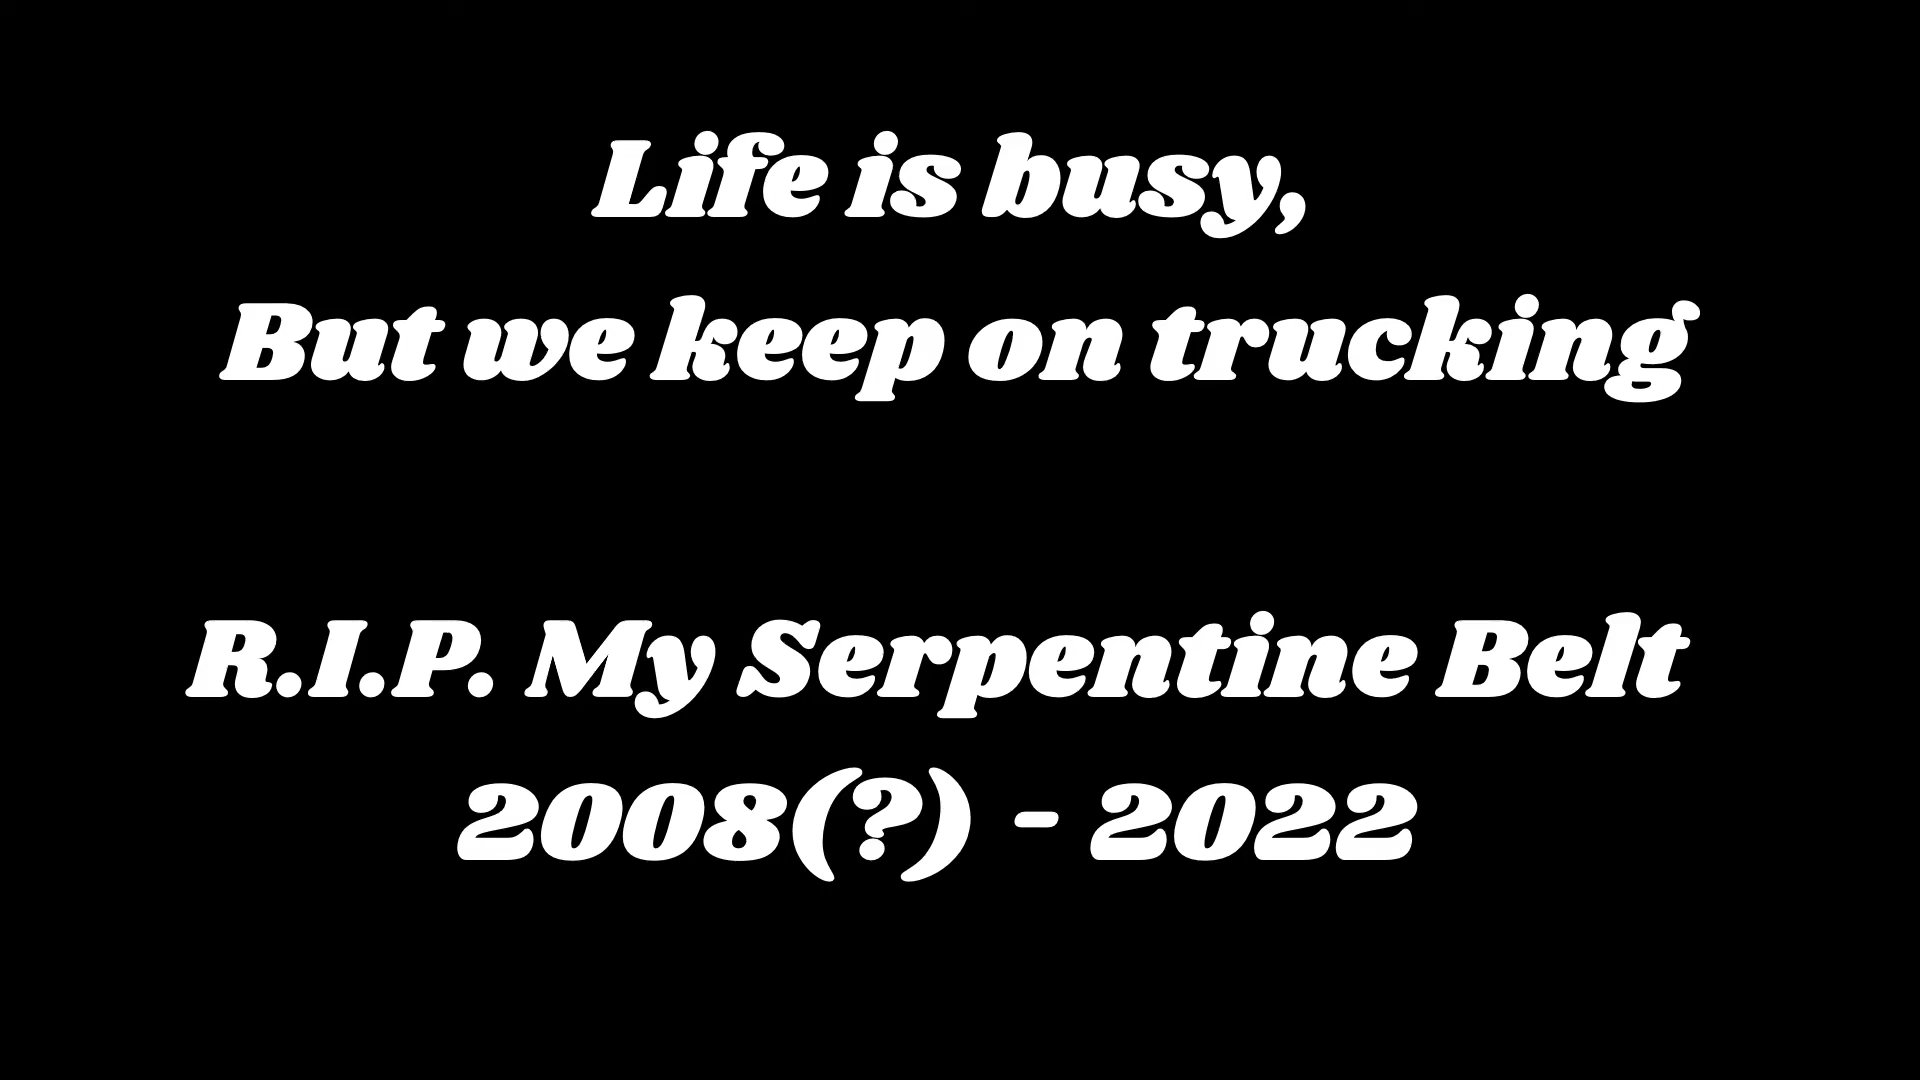 Life is busy,
But we keep on trucking
R.I.P. My Serpentine Belt
2008(?) - 2022